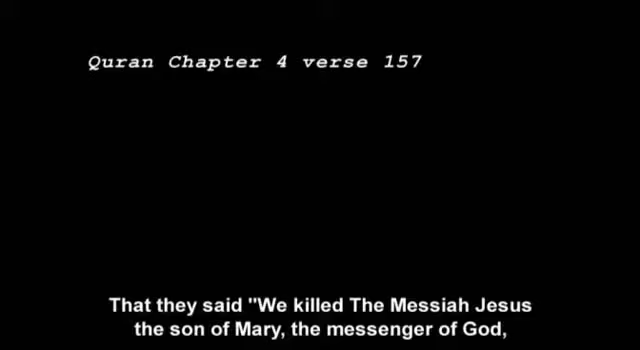 Quran Chapter 4 verse 157
That they said "We killed The Messiah Jesus
the son of Mary, the messenger of God,